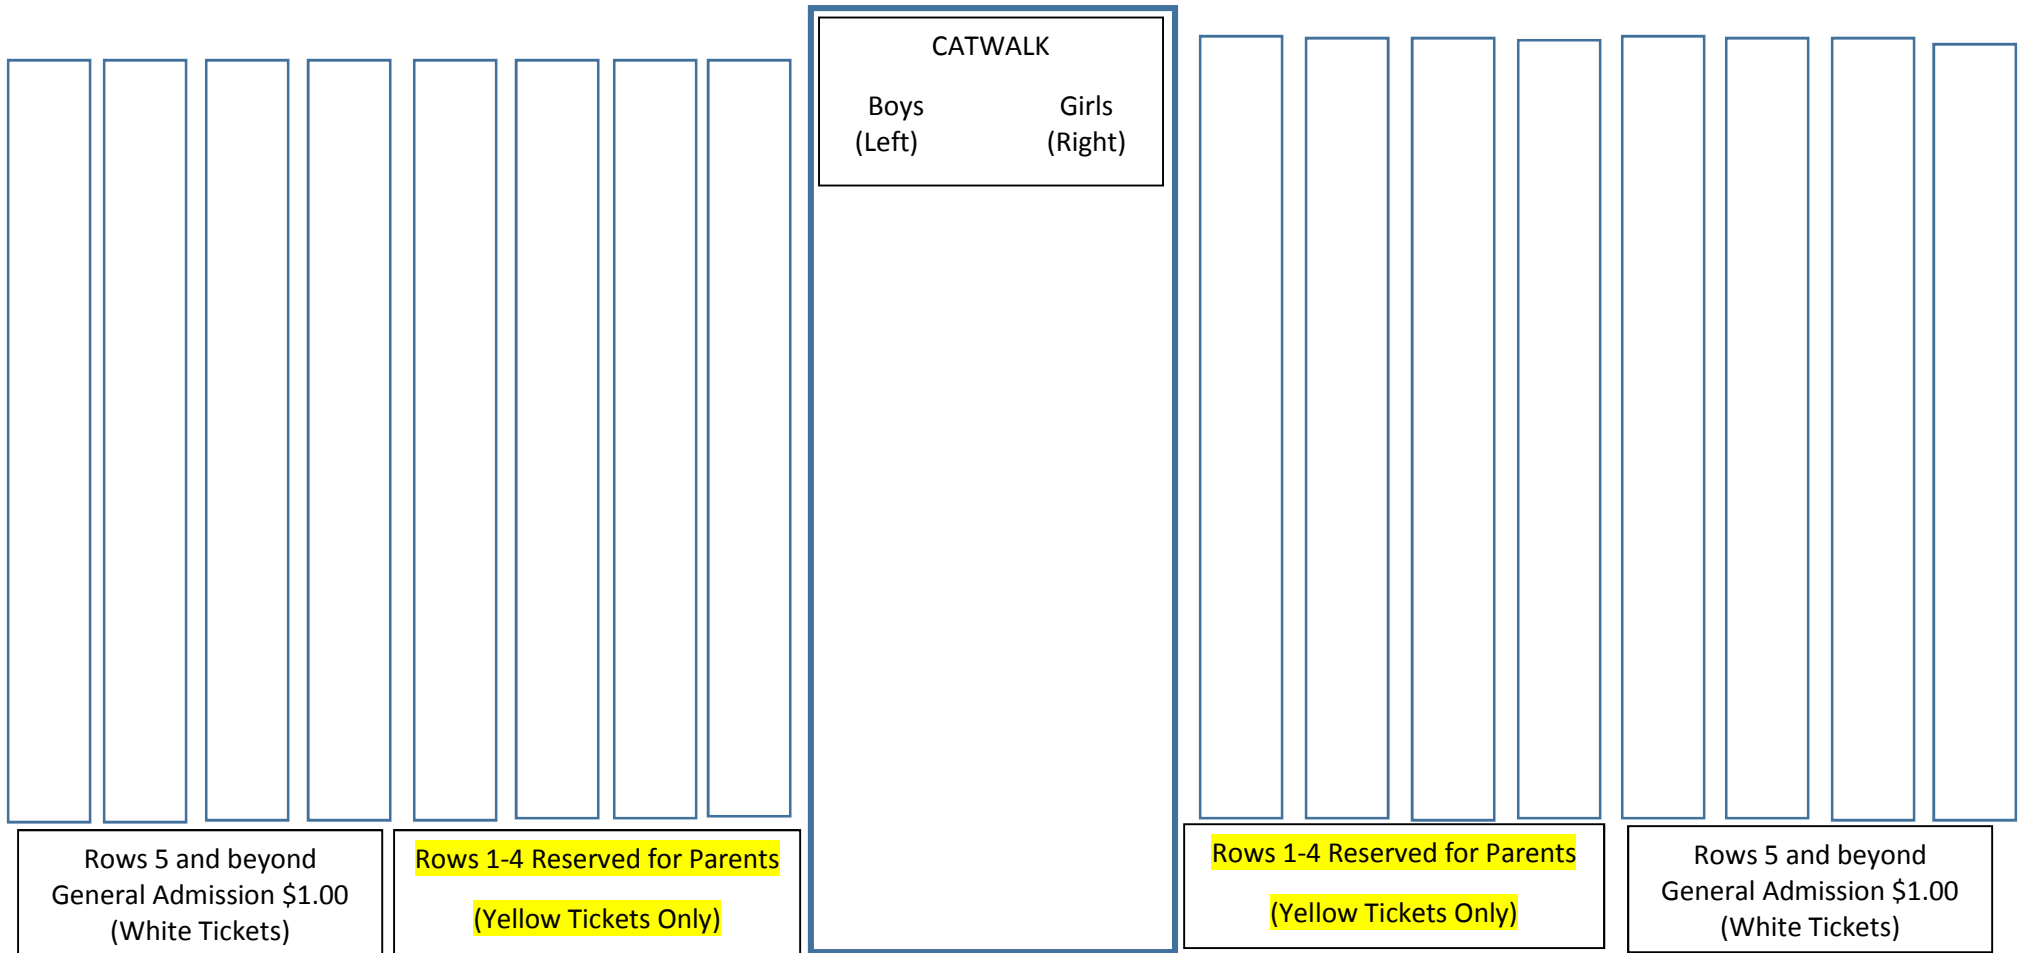 CATWALK
Boys Girls
(Left) (Right)
Rows 5 and beyond
General Admission $1.00
(White Tickets)
Rows 1-4 Reserved for Parents
(Yellow Tickets Only)
Rows 1-4 Reserved for Parents
(Yellow Tickets Only)
Rows 5 and beyond
General Admission $1.00
(White Tickets)